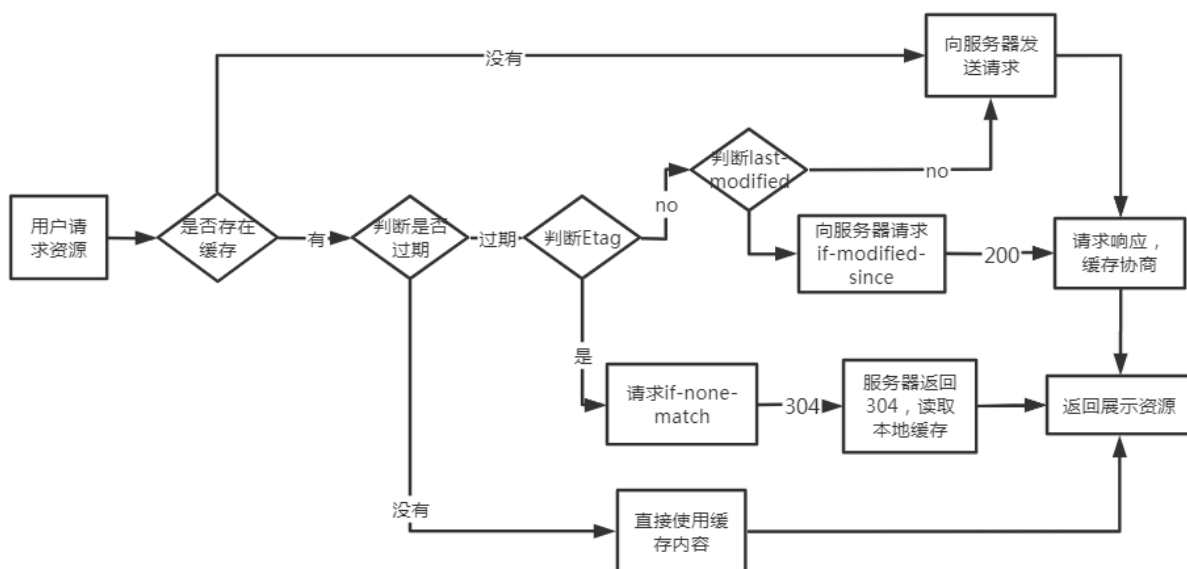 没有
向服务器发
送请求
判断last-
modified
no
用户请
求资源
是否存在
缓存
有
判断是否
过期
过期
判断Etag
no
向服务器请求
if-modified-
since
200
请求响应，
缓存协商
是
请求if-none-
match
304
服务器返回
304，读取
本地缓存
返回展示资源
没有
直接使用缓
存内容